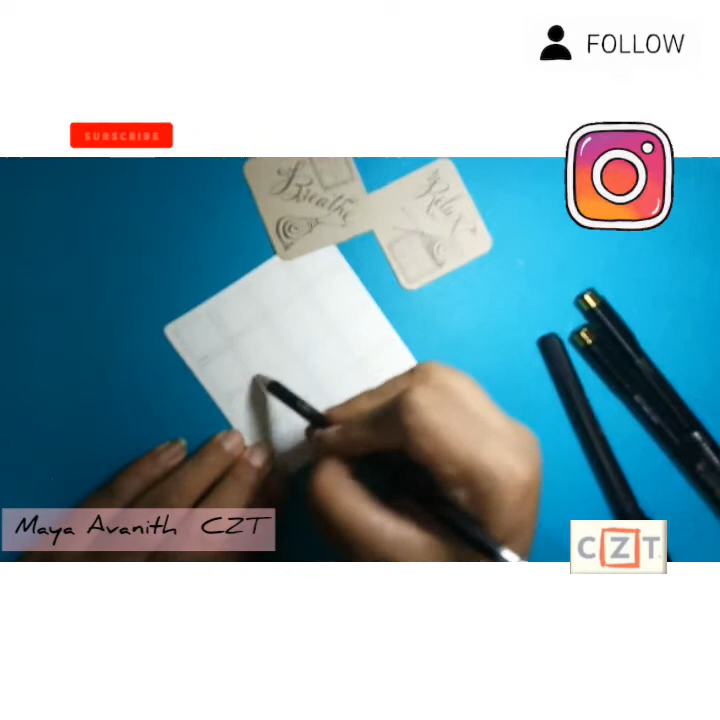 FOLLOW
SUBSCRIBE
Breathe
Relax
Maya Avanith CZT
CZT